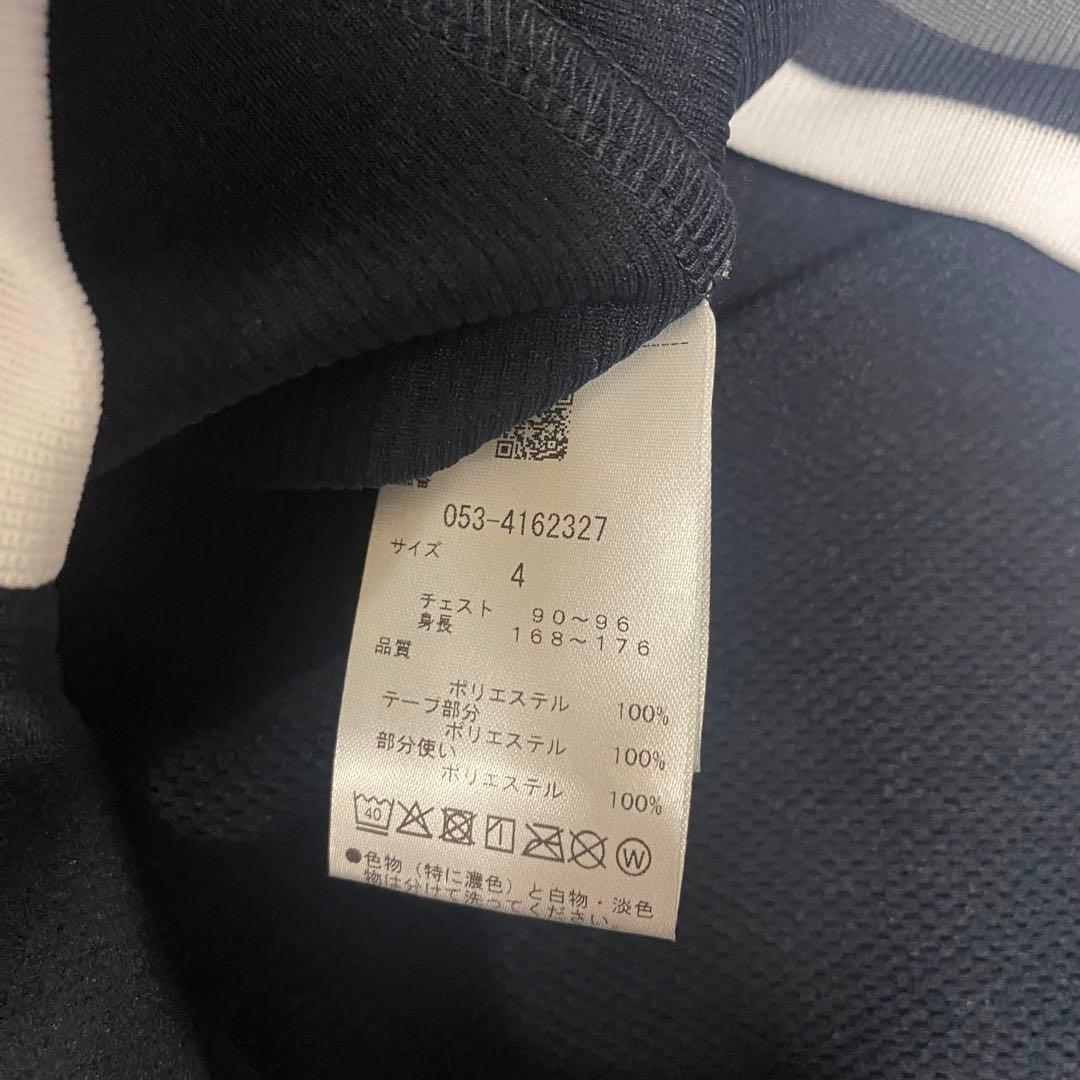 053-4162327
サイズ
4
チェスト 90～96
身長 168～176
品質
ポリエステル 100%
テープ部分
ポリエステル 100%
部分使い
ポリエステル 100%
40
W
●色物（特に濃色）と白物・淡色
物は分けて洗ってください。